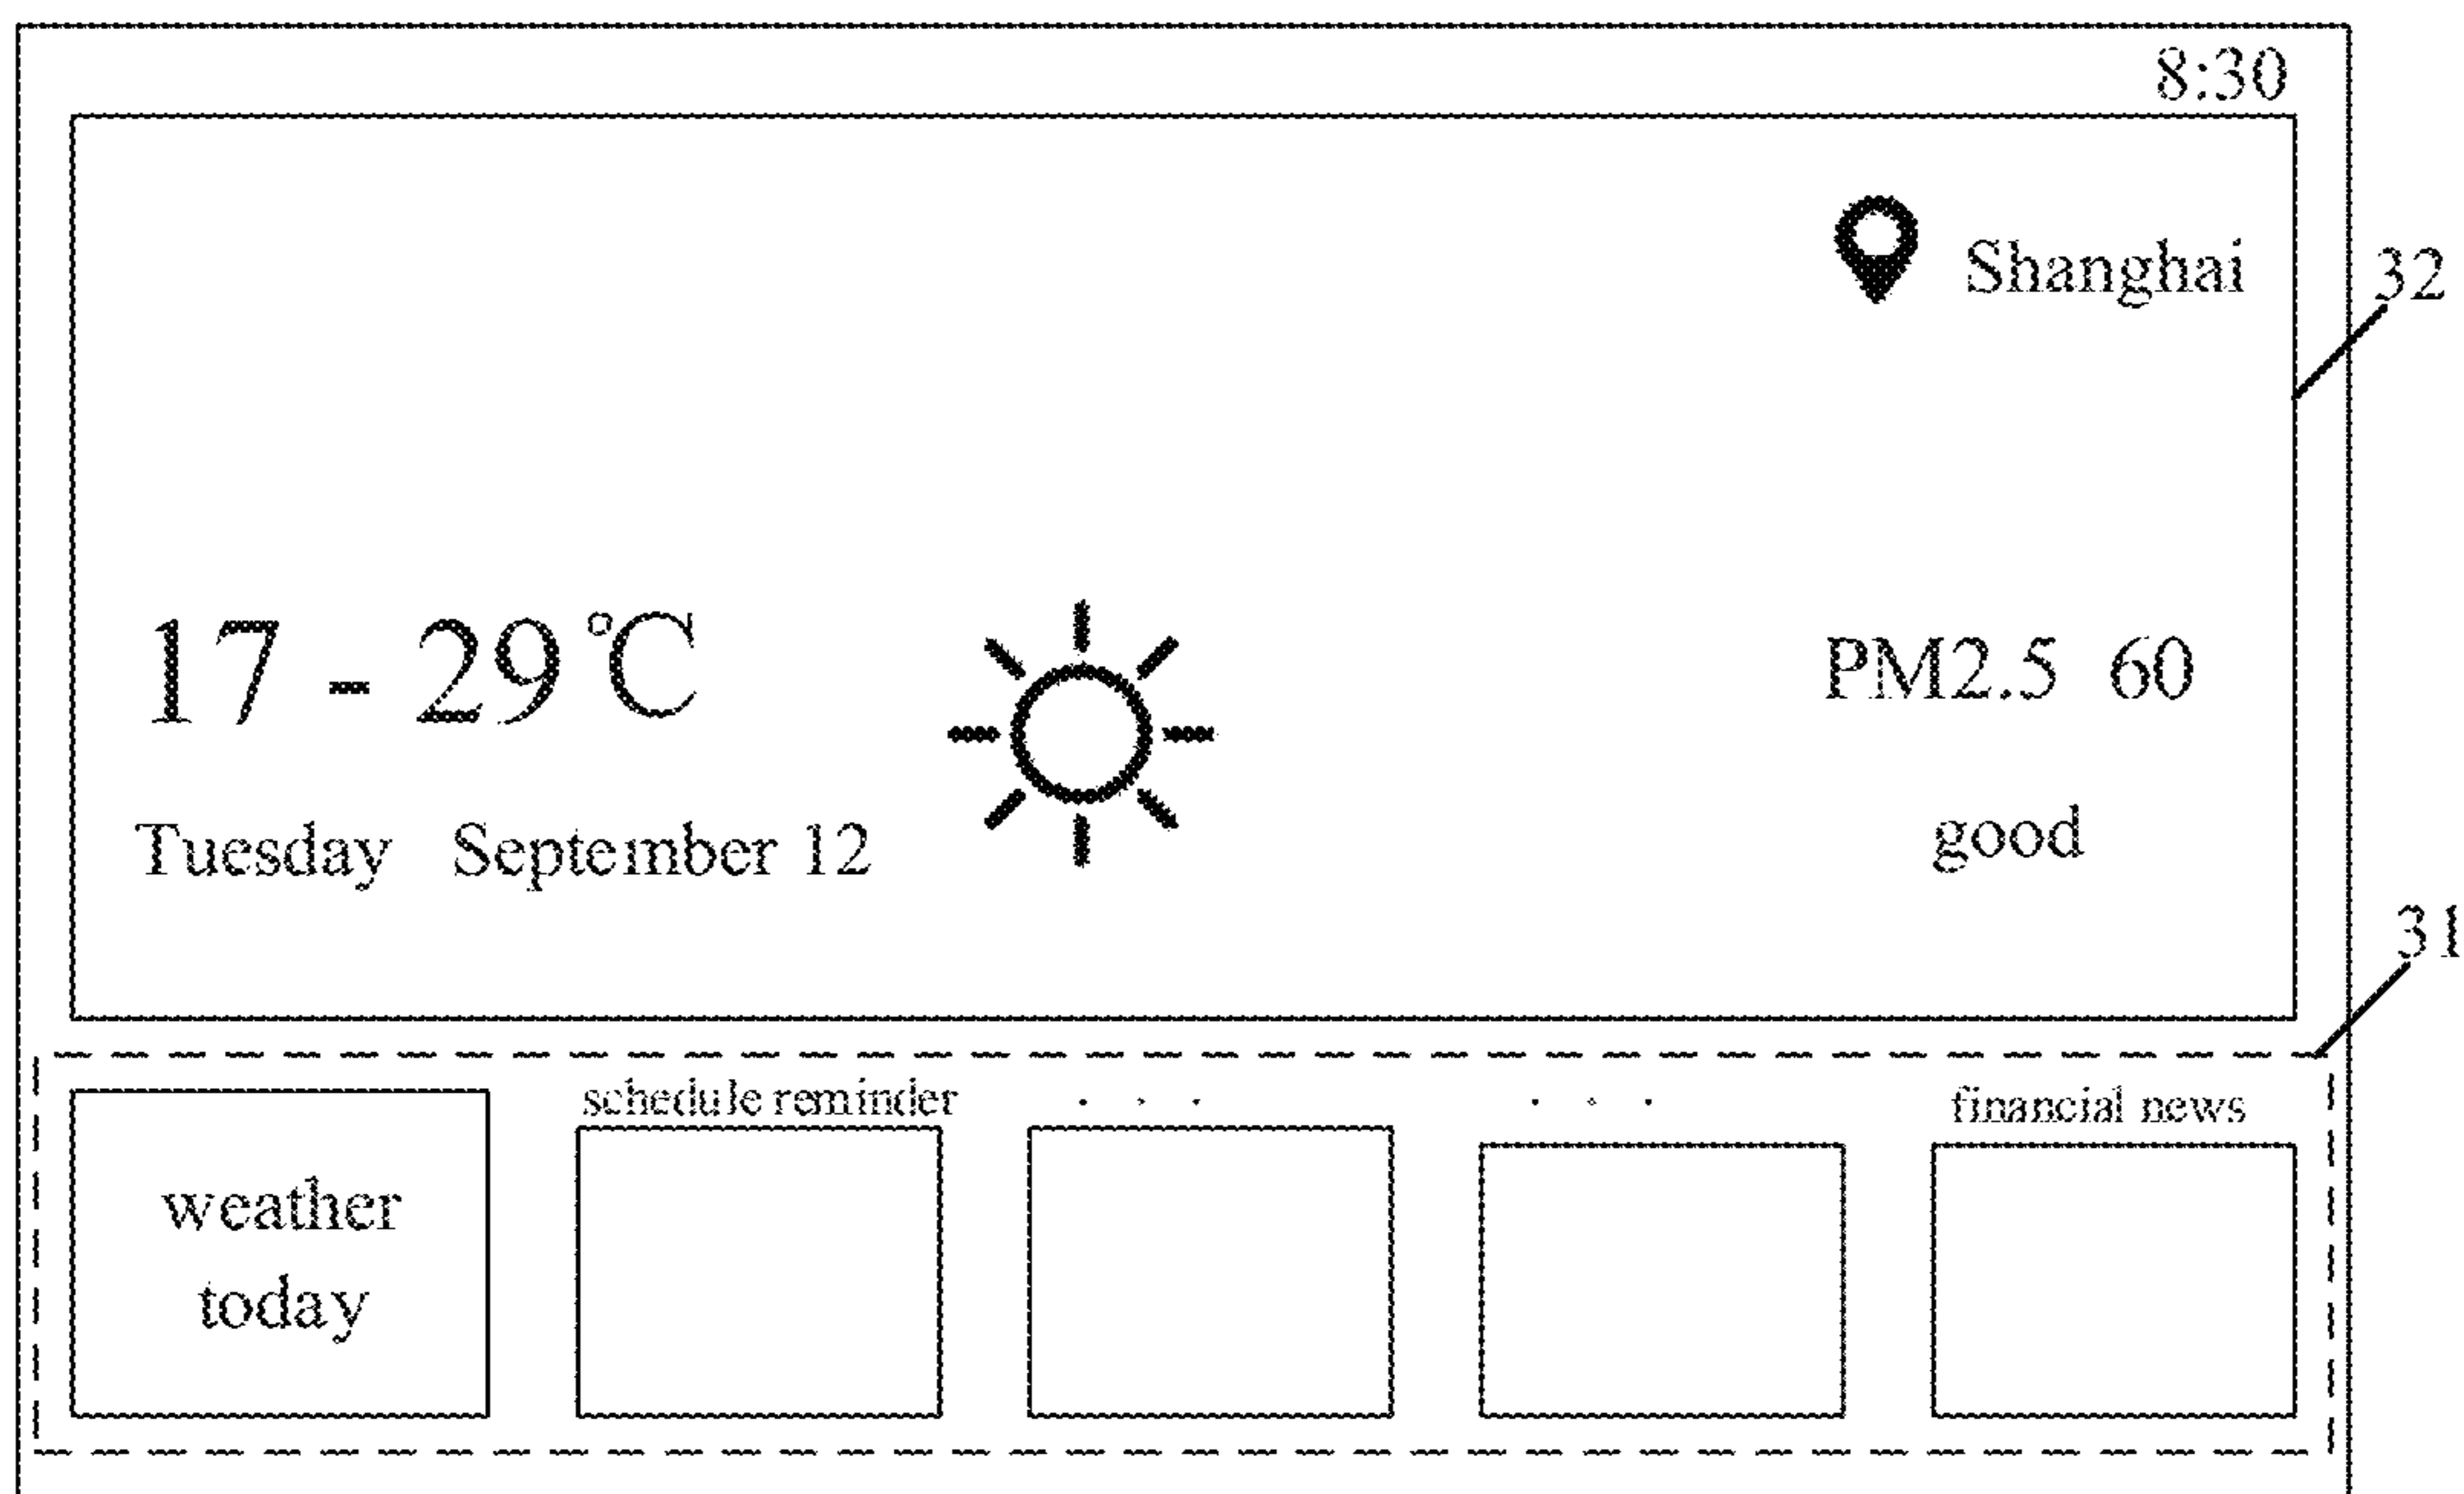 8:30
Shanghai
32
17 - 29℃
PM2.5 60
Tuesday September 12
good
31
schedule reminder . . . . . . financial news
weather
today